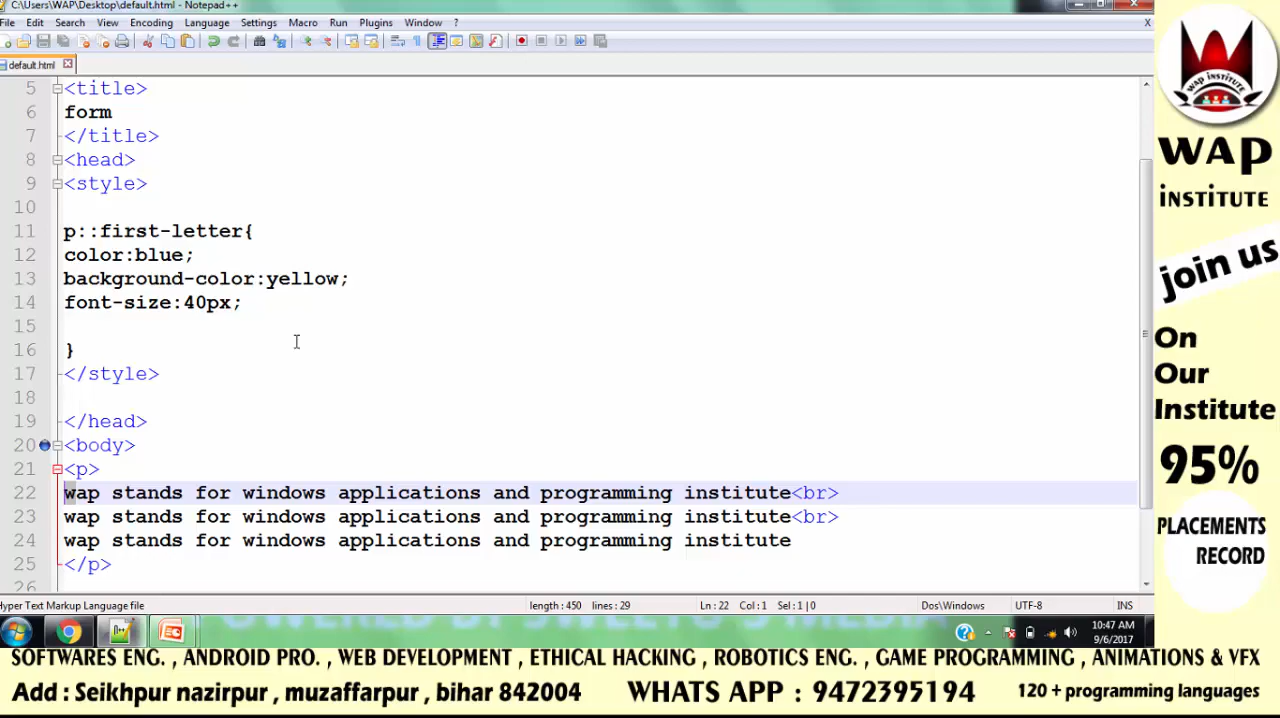 C:\Users\WAP\Desktop\default.html - Notepad++
File Edit Search View Encoding Language Settings Macro Run Plugins Window ? X
default.html
5 <title>
6 form
7 </title>
8 <head>
9 <style>
10
11 p::first-letter{
12 color:blue;
13 background-color:yellow;
14 font-size:40px;
15
16 }
17 </style>
18
19 </head>
20 <body>
21 <p>
22 wap stands for windows applications and programming institute<br>
23 wap stands for windows applications and programming institute<br>
24 wap stands for windows applications and programming institute
25 </p>
26
Hyper Text Markup Language file length : 450 lines : 29 Ln : 22 Col : 1 Sel : 1 | 0 Dos\Windows UTF-8 INS
10:47 AM
9/6/2017
WAP INSTITUTE
WAP
INSTITUTE
join us
On
Our
Institute
95%
PLACEMENTS
RECORD
SOFTWARES ENG. , ANDROID PRO. , WEB DEVELOPMENT , ETHICAL HACKING , ROBOTICS ENG. , GAME PROGRAMMING , ANIMATIONS & VFX
Add : Seikhpur nazirpur , muzaffarpur , bihar 842004 WHATS APP : 9472395194 120 + programming languages